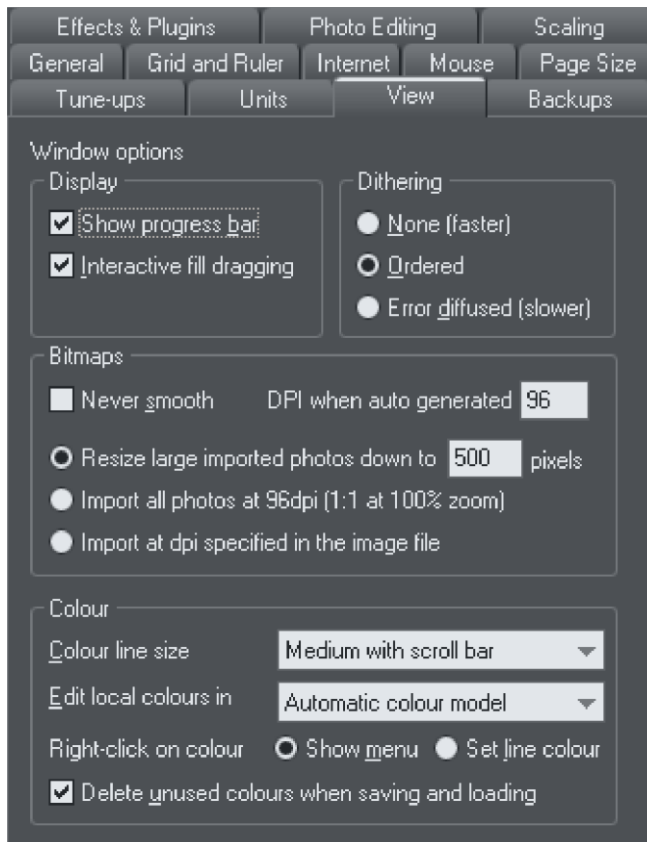 Effects & Plugins Photo Editing Scaling
General Grid and Ruler Internet Mouse Page Size
Tune-ups Units View Backups
Window options
Display
Show progress bar
Interactive fill dragging
Dithering
None (faster)
Ordered
Error diffused (slower)
Bitmaps
Never smooth DPI when auto generated 96
Resize large imported photos down to 500 pixels
Import all photos at 96dpi (1:1 at 100% zoom)
Import at dpi specified in the image file
Colour
Colour line size Medium with scroll bar
Edit local colours in Automatic colour model
Right-click on colour Show menu Set line colour
Delete unused colours when saving and loading